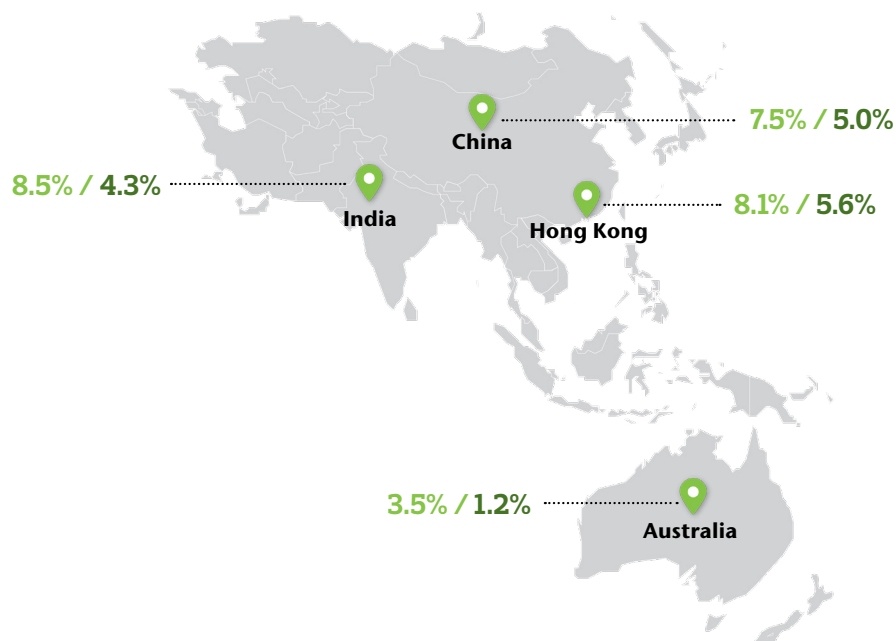 7.5% / 5.0%
China
8.5% / 4.3%
India
8.1% / 5.6%
Hong Kong
3.5% / 1.2%
Australia